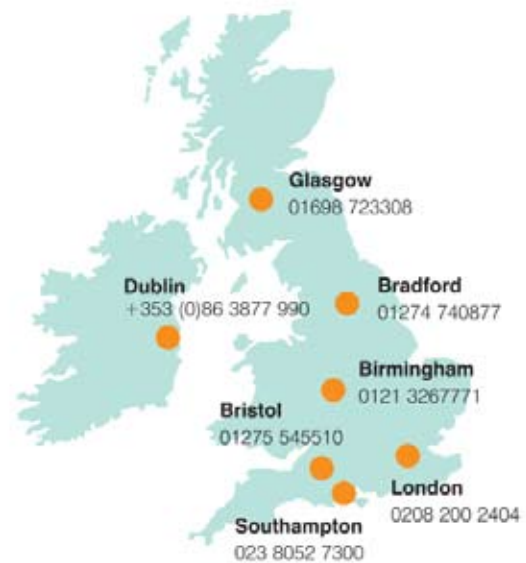 Glasgow
01698 723308
Dublin
+353 (0)86 3877 990
Bradford
01274 740877
Birmingham
0121 3267771
Bristol
01275 545510
London
0208 200 2404
Southampton
023 8052 7300